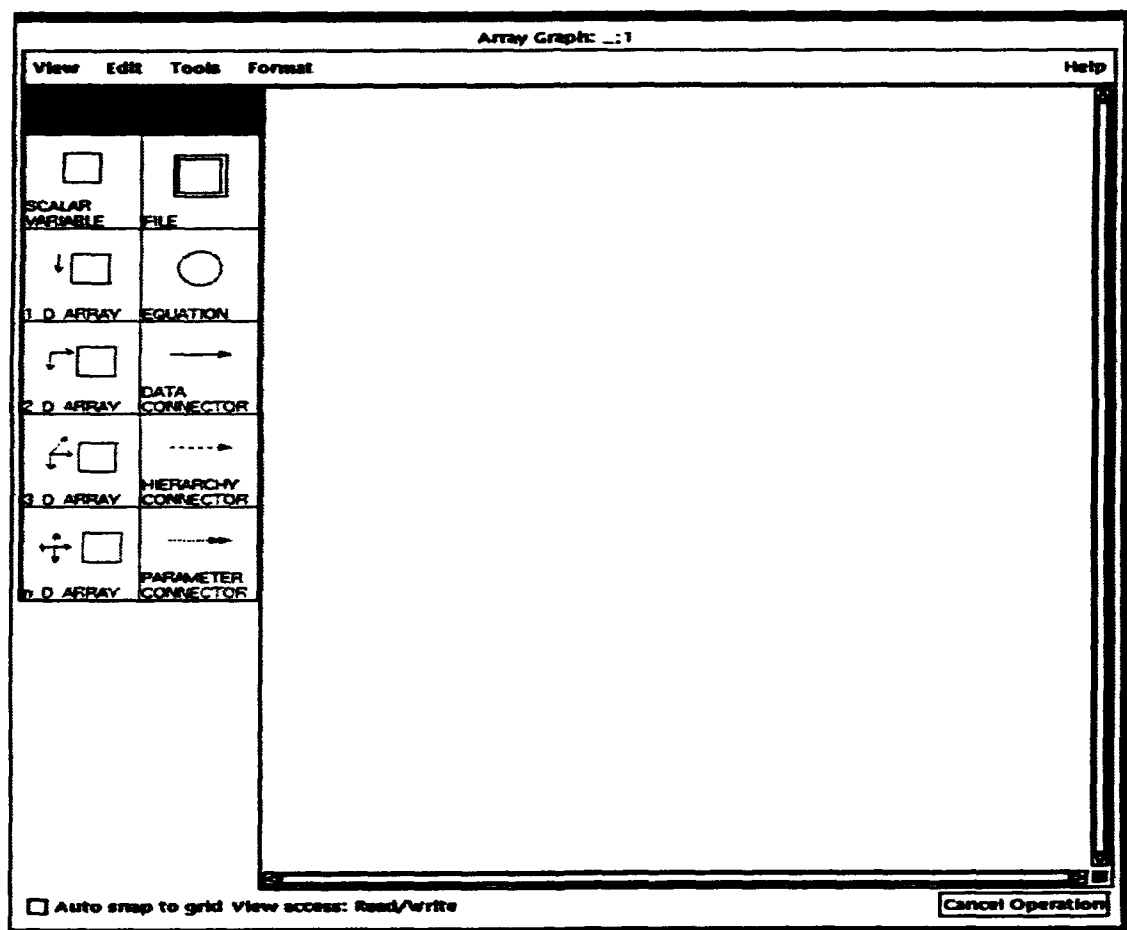 Array Graph: _:1
View Edit Tools Format Help
SCALAR
VARIABLE
FILE
1 D ARRAY
EQUATION
2 D ARRAY
DATA
CONNECTOR
3 D ARRAY
HIERARCHY
CONNECTOR
n D ARRAY
PARAMETER
CONNECTOR
Auto snap to grid View access: Read/Write
Cancel Operation